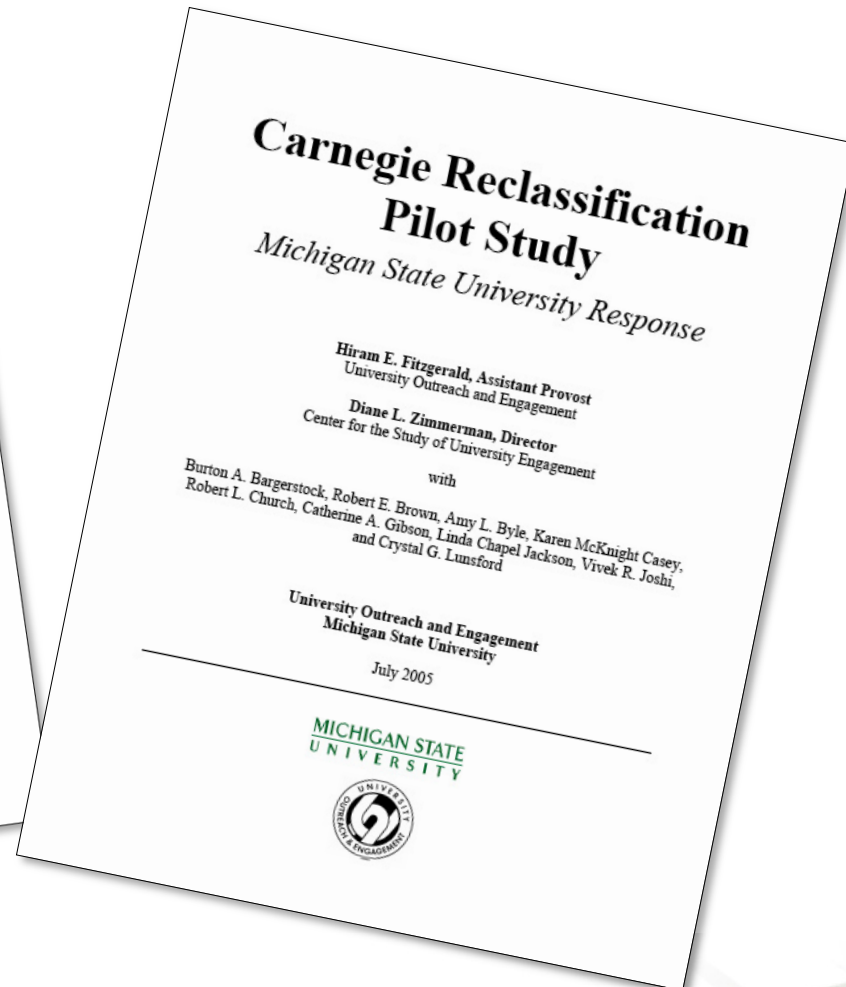 Carnegie Reclassification
Pilot Study
Michigan State University Response
Hiram E. Fitzgerald, Assistant Provost
University Outreach and Engagement
Diane L. Zimmerman, Director
Center for the Study of University Engagement
with
Burton A. Bargerstock, Robert E. Brown, Amy L. Byle, Karen McKnight Casey,
Robert L. Church, Catherine A. Gibson, Linda Chapel Jackson, Vivek R. Joshi,
and Crystal G. Lunsford
University Outreach and Engagement
Michigan State University
July 2005
MICHIGAN STATE
UNIVERSITY
UNIVERSITY
OUTREACH & ENGAGEMENT